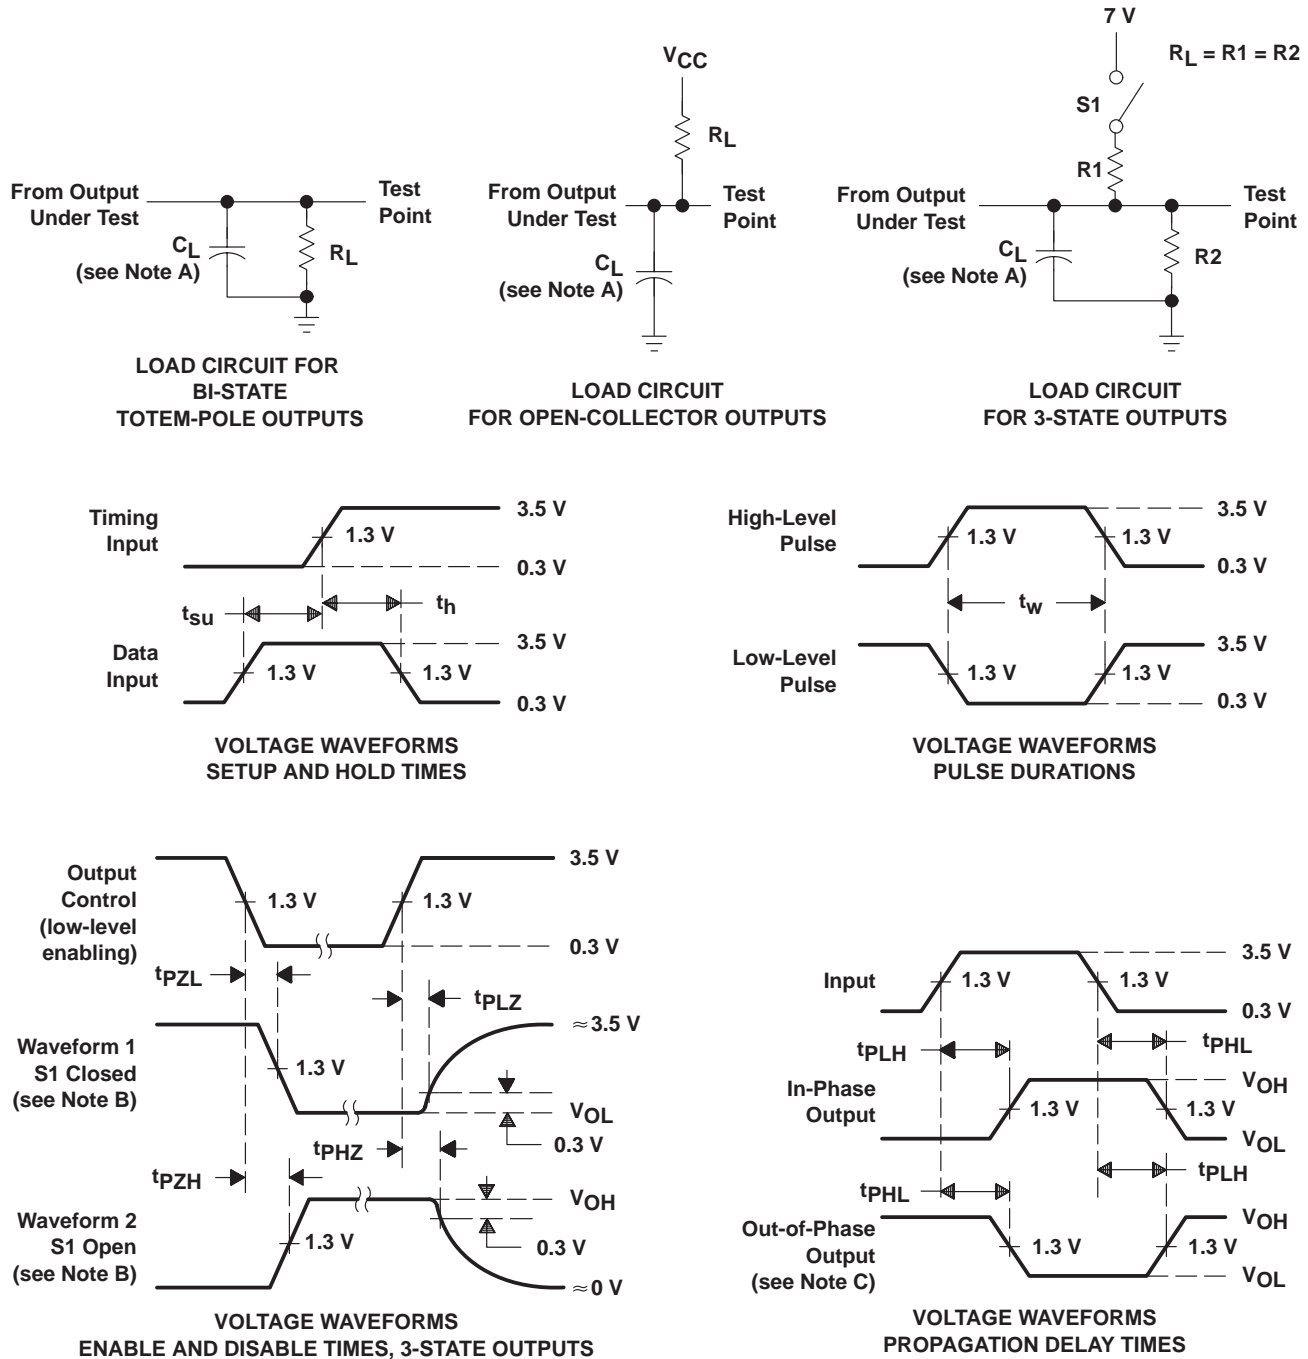 From Output
Under Test
CL
(see Note A)
RL
Test
Point
LOAD CIRCUIT FOR
BI-STATE
TOTEM-POLE OUTPUTS
VCC
RL
From Output
Under Test
Test
Point
CL
(see Note A)
LOAD CIRCUIT
FOR OPEN-COLLECTOR OUTPUTS
7 V
RL = R1 = R2
S1
R1
From Output
Under Test
Test
Point
CL
(see Note A)
R2
LOAD CIRCUIT
FOR 3-STATE OUTPUTS
Timing
Input
3.5 V
1.3 V
0.3 V
tsu
th
Data
Input
3.5 V
1.3 V
1.3 V
0.3 V
VOLTAGE WAVEFORMS
SETUP AND HOLD TIMES
High-Level
Pulse
3.5 V
1.3 V
1.3 V
0.3 V
tw
Low-Level
Pulse
3.5 V
1.3 V
1.3 V
0.3 V
VOLTAGE WAVEFORMS
PULSE DURATIONS
Output
Control
(low-level
enabling)
3.5 V
1.3 V
1.3 V
0.3 V
tPZL
tPLZ
Waveform 1
S1 Closed
(see Note B)
≈3.5 V
1.3 V
VOL
0.3 V
tPHZ
tPZH
Waveform 2
S1 Open
(see Note B)
VOH
1.3 V
0.3 V
≈0 V
VOLTAGE WAVEFORMS
ENABLE AND DISABLE TIMES, 3-STATE OUTPUTS
Input
3.5 V
1.3 V
1.3 V
0.3 V
tPLH
tPHL
In-Phase
Output
VOH
1.3 V
1.3 V
VOL
tPHL
tPLH
Out-of-Phase
Output
(see Note C)
VOH
1.3 V
1.3 V
VOL
VOLTAGE WAVEFORMS
PROPAGATION DELAY TIMES